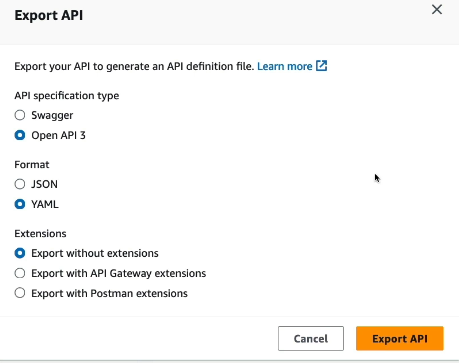 Export API
Export your API to generate an API definition file. Learn more
API specification type
Swagger
Open API 3
Format
JSON
YAML
Extensions
Export without extensions
Export with API Gateway extensions
Export with Postman extensions
Cancel
Export API